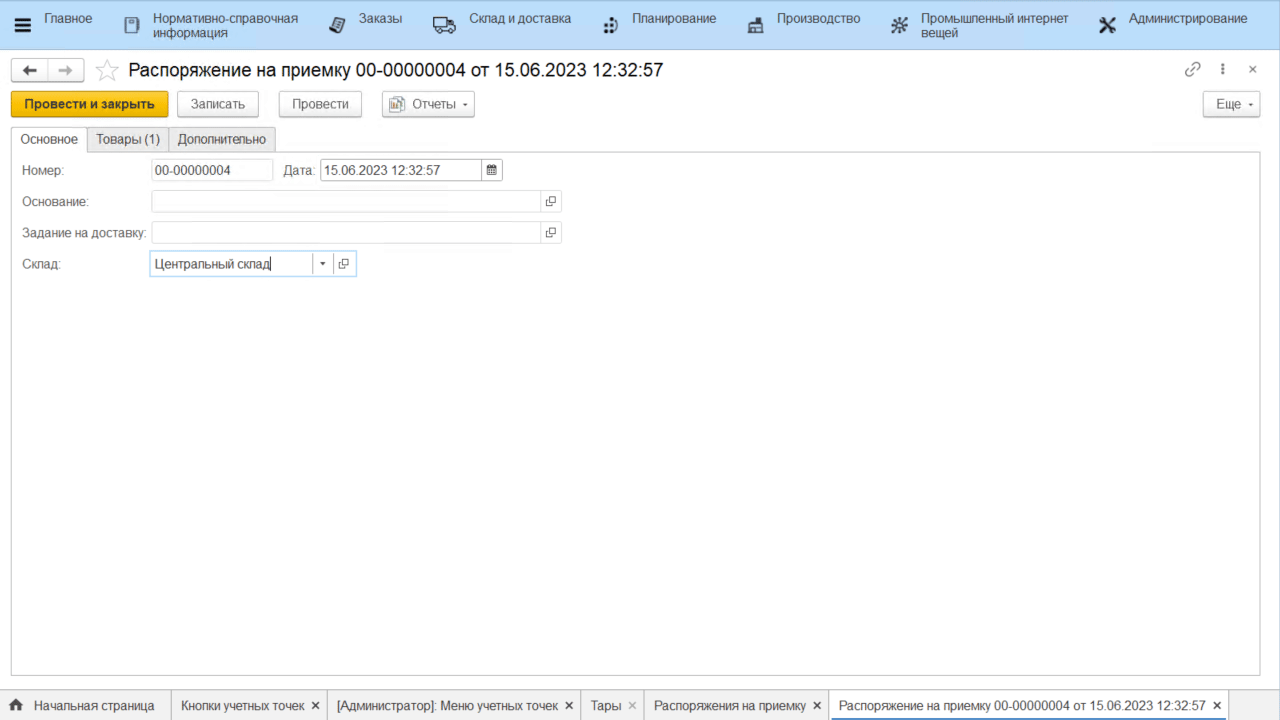 Главное
Нормативно-справочная
информация
Заказы
Склад и доставка
Планирование
Производство
Промышленный интернет
вещей
Администрирование
Распоряжение на приемку 00-00000004 от 15.06.2023 12:32:57
Провести и закрыть
Записать
Провести
Отчеты
Еще
Основное
Товары (1)
Дополнительно
Номер:
00-00000004
Дата:
15.06.2023 12:32:57
Основание:
Задание на доставку:
Склад:
Центральный склад
Начальная страница
Кнопки учетных точек
[Администратор]: Меню учетных точек
Тары
Распоряжения на приемку
Распоряжение на приемку 00-00000004 от 15.06.2023 12:32:57